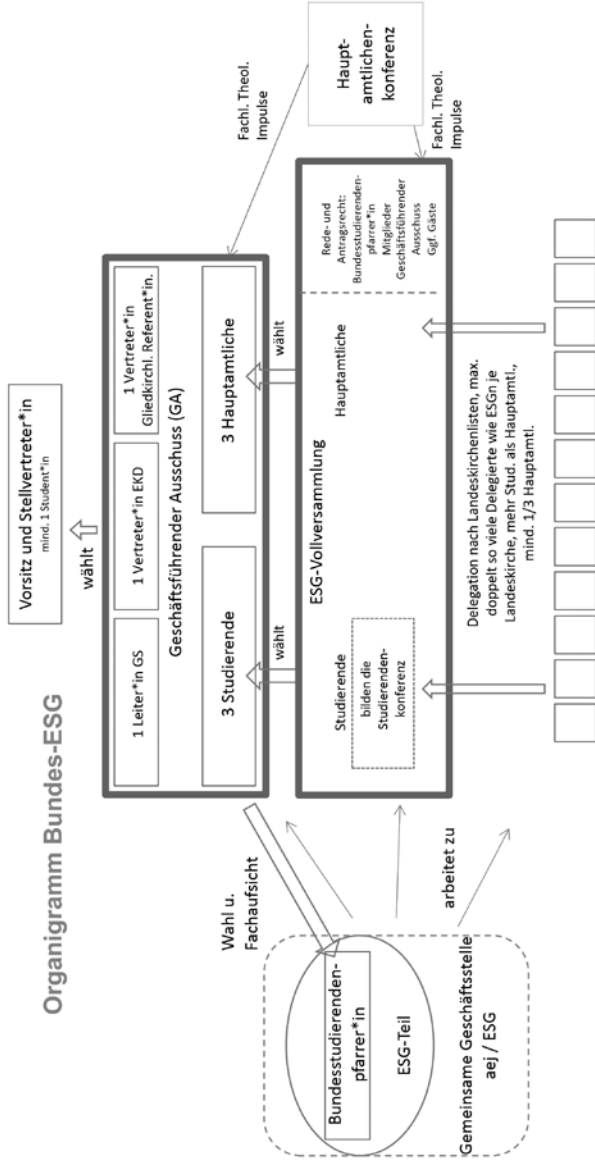 Organigramm Bundes-ESG
Vorsitz und Stellvertreter*in
mind. 1 Student*in
wählt
1 Leiter*in GS
1 Vertreter*in EKD
1 Vertreter*in
Gliedkirchl. Referent*in.
Geschäftsführender Ausschuss (GA)
3 Studierende
3 Hauptamtliche
Fachl. Theol.
Impulse
Haupt-
amtlichen-
konferenz
Fachl. Theol.
Impulse
Wahl u.
Fachaufsicht
wählt
wählt
ESG-Vollversammlung
Studierende
bilden die
Studierenden-
konferenz
Hauptamtliche
Rede- und
Antragsrecht:
Bundesstudierenden-
pfarrer*in
Mitglieder
Geschäftsführender
Ausschuss
Ggf. Gäste
Bundesstudierenden-
pfarrer*in
ESG-Teil
Gemeinsame Geschäftsstelle
aej / ESG
arbeitet zu
Delegation nach Landeskirchenlisten, max.
doppelt so viele Delegierte wie ESGn je
Landeskirche, mehr Stud. als Hauptamtl.,
mind. 1/3 Hauptamtl.